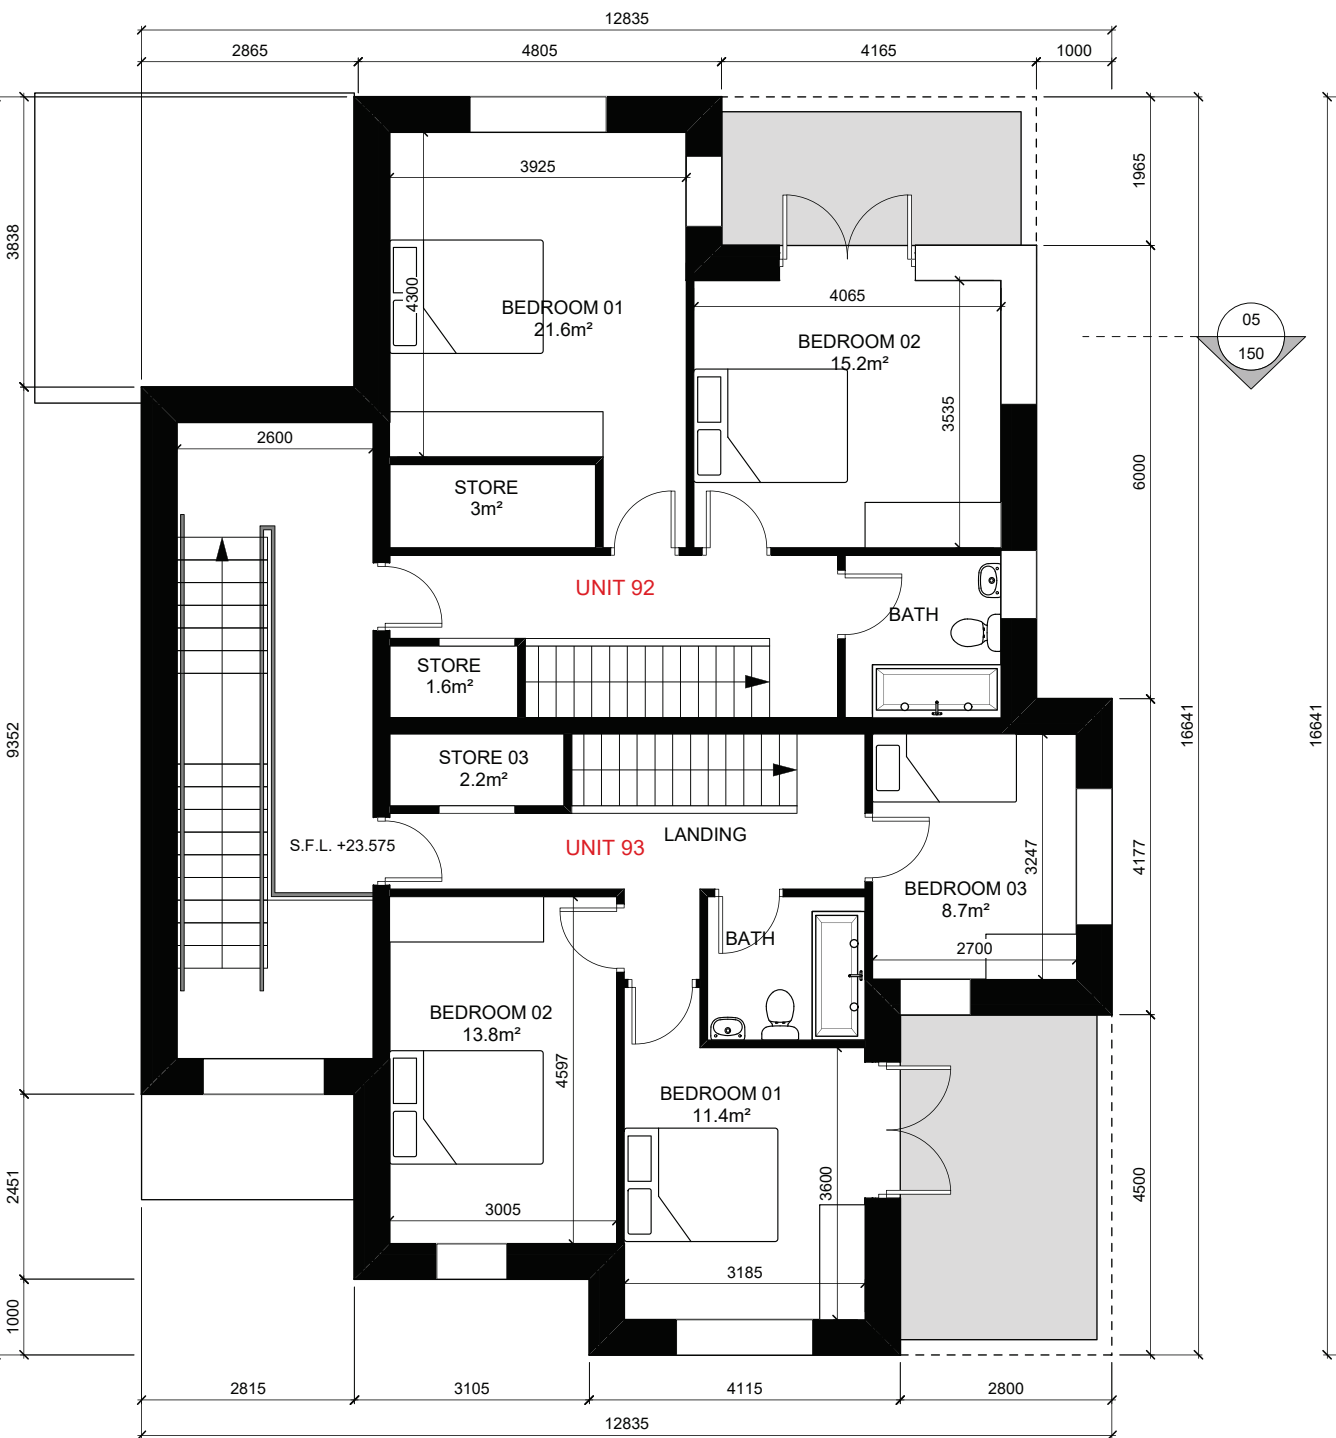 12835
2865
4805
4165
1000
3838
9352
2451
1000
1965
6000
4177
4500
16641
16641
05
150
3925
4300
BEDROOM 01
21.6m²
4065
BEDROOM 02
15.2m²
3535
2600
STORE
3m²
UNIT 92
BATH
STORE
1.6m²
STORE 03
2.2m²
LANDING
S.F.L. +23.575
UNIT 93
3247
BEDROOM 03
8.7m²
2700
BATH
BEDROOM 02
13.8m²
4597
BEDROOM 01
11.4m²
3600
3005
3185
2815
3105
4115
2800
12835